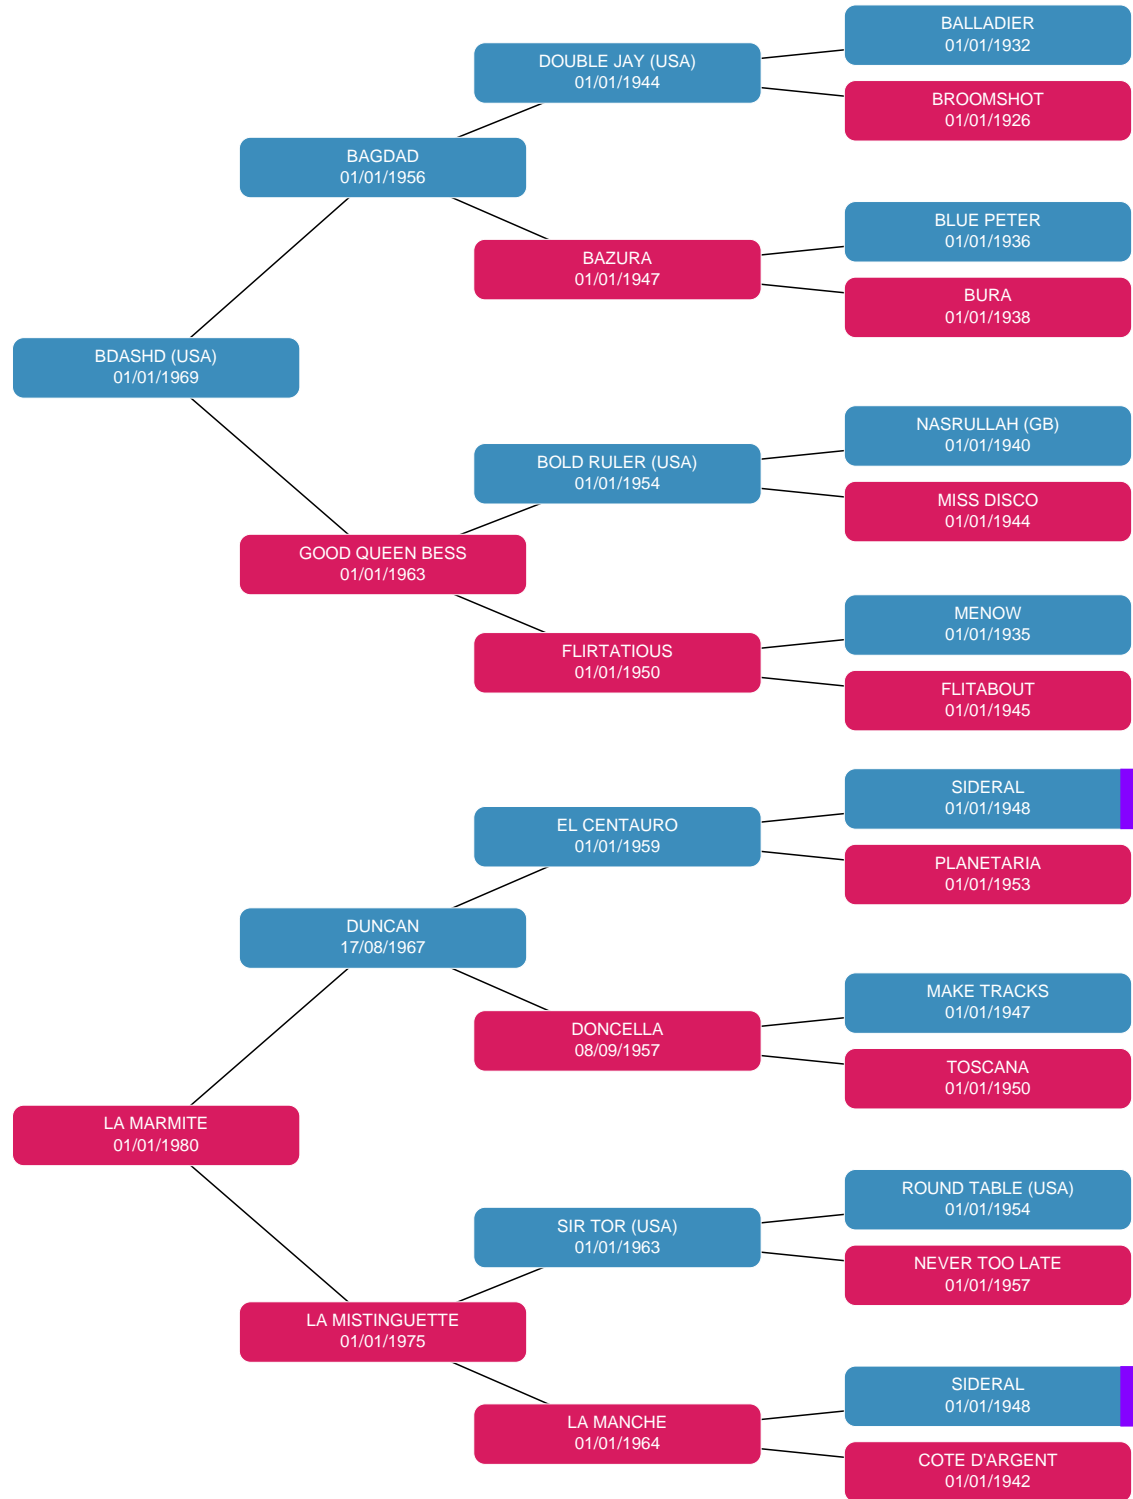 BALLADIER
01/01/1932
DOUBLE JAY (USA)
01/01/1944
BROOMSHOT
01/01/1926
BAGDAD
01/01/1956
BLUE PETER
01/01/1936
BAZURA
01/01/1947
BURA
01/01/1938
BDASHD (USA)
01/01/1969
NASRULLAH (GB)
01/01/1940
BOLD RULER (USA)
01/01/1954
MISS DISCO
01/01/1944
GOOD QUEEN BESS
01/01/1963
MENOW
01/01/1935
FLIRTATIOUS
01/01/1950
FLITABOUT
01/01/1945
SIDERAL
01/01/1948
EL CENTAURO
01/01/1959
PLANETARIA
01/01/1953
DUNCAN
17/08/1967
MAKE TRACKS
01/01/1947
DONCELLA
08/09/1957
TOSCANA
01/01/1950
LA MARMITE
01/01/1980
ROUND TABLE (USA)
01/01/1954
SIR TOR (USA)
01/01/1963
NEVER TOO LATE
01/01/1957
LA MISTINGUETTE
01/01/1975
SIDERAL
01/01/1948
LA MANCHE
01/01/1964
COTE D'ARGENT
01/01/1942